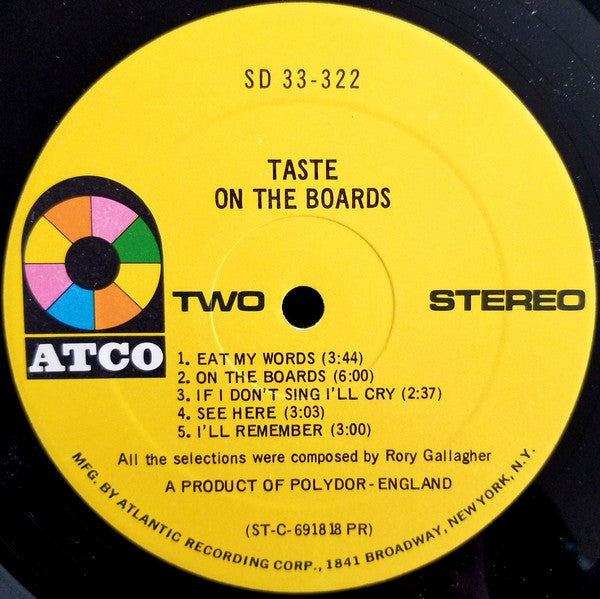 SD 33-322
TASTE
ON THE BOARDS
TWO
STEREO
ATCO
1. EAT MY WORDS (3:44)
2. ON THE BOARDS (6:00)
3. IF I DON'T SING I'LL CRY (2:37)
4. SEE HERE (3:03)
5. I'LL REMEMBER (3:00)
All the selections were composed by Rory Gallagher
A PRODUCT OF POLYDOR - ENGLAND
(ST-C-691818 PR)
MFG. BY ATLANTIC RECORDING CORP., 1841 BROADWAY, NEW YORK, N.Y.